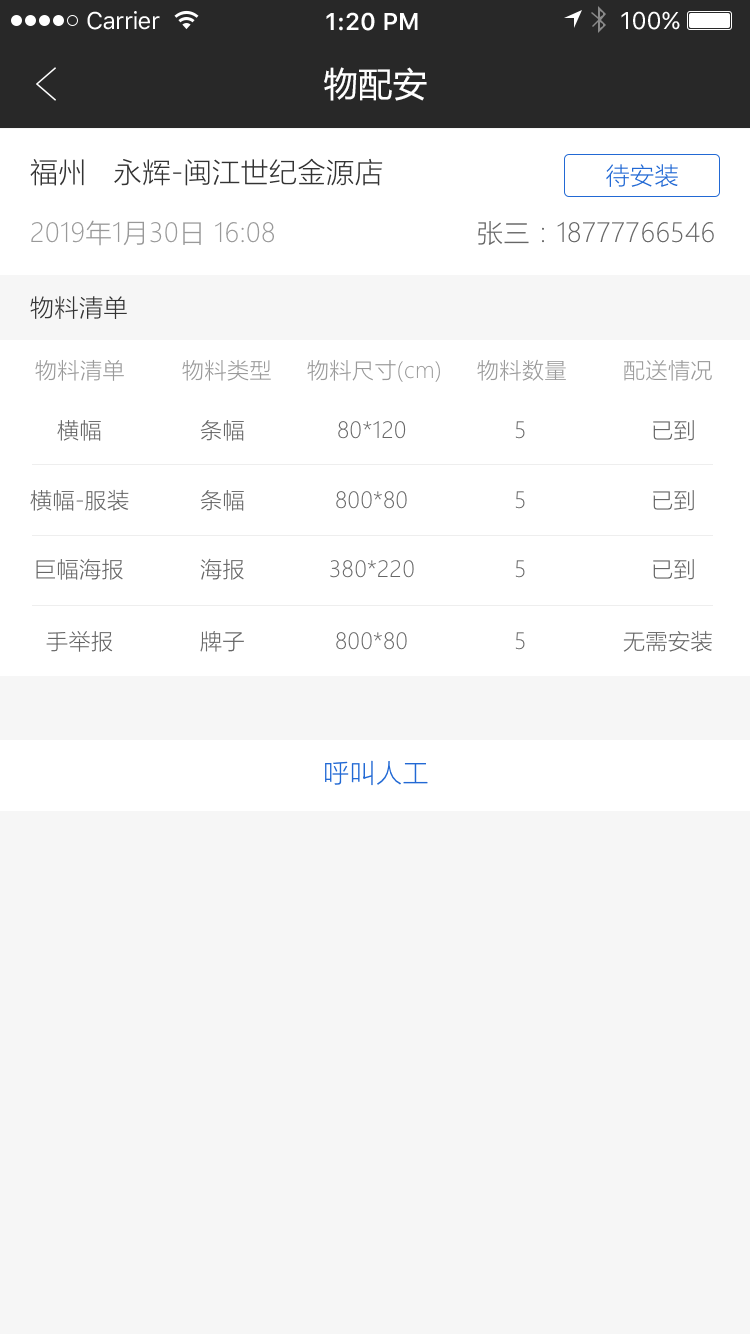 Carrier 1:20 PM 100%
物配安
福州 永辉-闽江世纪金源店 待安装
2019年1月30日 16:08 张三：18777766546
物料清单
物料清单 物料类型 物料尺寸(cm) 物料数量 配送情况
横幅 条幅 80*120 5 已到
横幅-服装 条幅 800*80 5 已到
巨幅海报 海报 380*220 5 已到
手举报 牌子 800*80 5 无需安装
呼叫人工